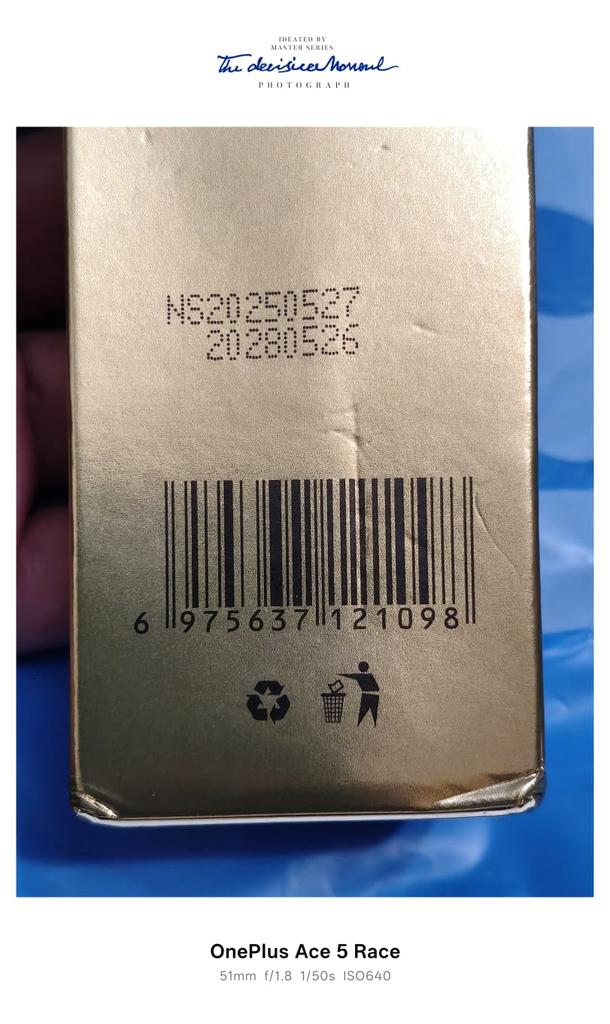 IDEATED BY
MASTER SERIES
The decisive Moment
PHOTOGRAPH
NS20250527
20280526
6 975637 121098
OnePlus Ace 5 Race
51mm f/1.8 1/50s ISO640